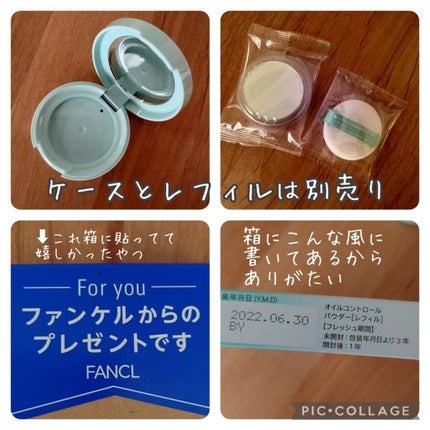 ケースとレフィルは別売り
⬇これ箱に貼ってて
嬉しかったやつ
For you
ファンケルからの
プレゼントです
FANCL
箱にこんな風に
書いてあるから
ありがたい
装年月日(Y.M.D)
2022.06.30
BY
オイルコントロール
パウダー[レフィル]
【フレッシュ期間】
未開封:包装年月日より3年
開封後:1年
PIC•COLLAGE